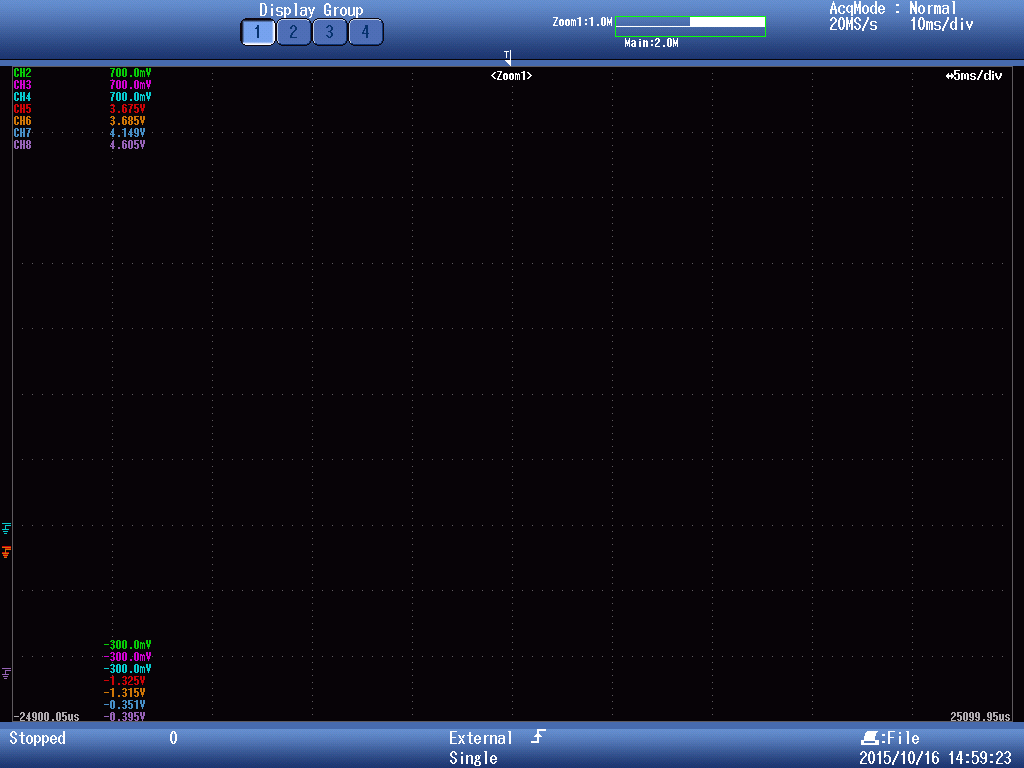 Display Group
1 2 3 4
Zoom1:1.0M
Main:2.0M
AcqMode : Normal
20MS/s 10ms/div
T
<Zoom1>
↔5ms/div
CH2 700.0mV
CH3 700.0mV
CH4 700.0mV
CH5 3.675V
CH6 3.685V
CH7 4.149V
CH8 4.605V
-300.0mV
-300.0mV
-300.0mV
-1.325V
-1.315V
-0.351V
-0.395V
-24900.05us
25099.95us
Stopped 0 External :File
Single 2015/10/16 14:59:23